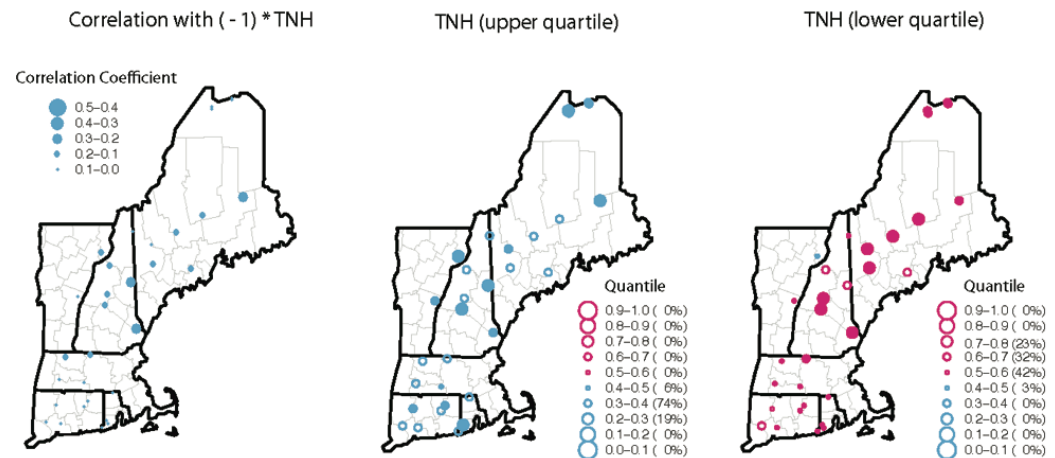 Correlation with ( - 1) * TNH
TNH (upper quartile)
TNH (lower quartile)
Correlation Coefficient
0.5–0.4
0.4–0.3
0.3–0.2
0.2–0.1
0.1–0.0
Quantile
0.9–1.0 ( 0%)
0.8–0.9 ( 0%)
0.7–0.8 ( 0%)
0.6–0.7 ( 0%)
0.5–0.6 ( 0%)
0.4–0.5 ( 6%)
0.3–0.4 (74%)
0.2–0.3 (19%)
0.1–0.2 ( 0%)
0.0–0.1 ( 0%)
Quantile
0.9–1.0 ( 0%)
0.8–0.9 ( 0%)
0.7–0.8 (23%)
0.6–0.7 (32%)
0.5–0.6 (42%)
0.4–0.5 ( 3%)
0.3–0.4 ( 0%)
0.2–0.3 ( 0%)
0.1–0.2 ( 0%)
0.0–0.1 ( 0%)